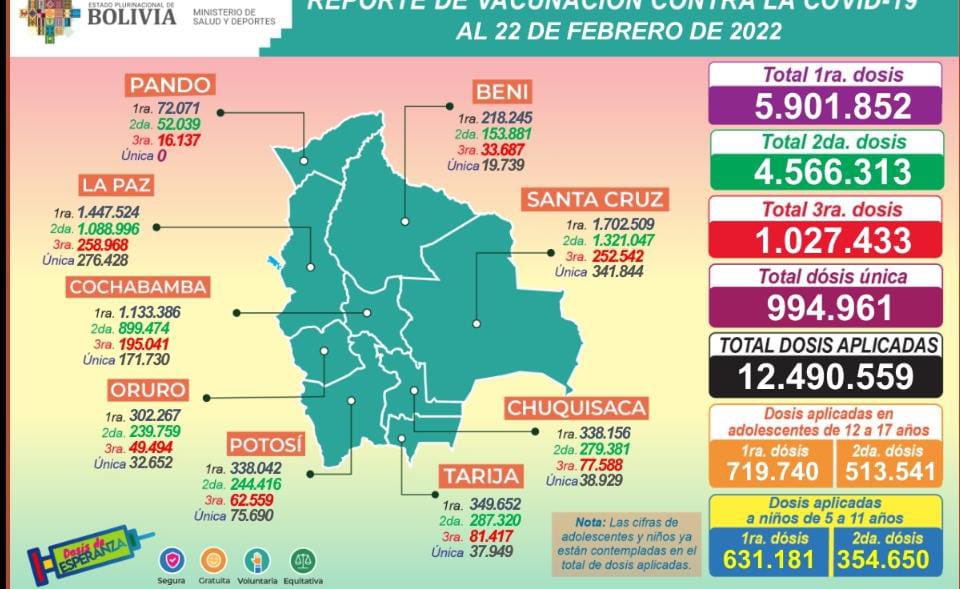 ESTADO PLURINACIONAL DE
BOLIVIA
MINISTERIO DE
SALUD Y DEPORTES
REPORTE DE VACUNACIÓN CONTRA LA COVID-19
AL 22 DE FEBRERO DE 2022
PANDO
1ra. 72.071
2da. 52.039
3ra. 16.137
Única 0
BENI
1ra. 218.245
2da. 153.881
3ra. 33.687
Única 19.739
LA PAZ
1ra. 1.447.524
2da. 1.088.996
3ra. 258.968
Única 276.428
SANTA CRUZ
1ra. 1.702.509
2da. 1.321.047
3ra. 252.542
Única 341.844
COCHABAMBA
1ra. 1.133.386
2da. 899.474
3ra. 195.041
Única 171.730
ORURO
1ra. 302.267
2da. 239.759
3ra. 49.494
Única 32.652
POTOSÍ
1ra. 338.042
2da. 244.416
3ra. 62.559
Única 75.690
CHUQUISACA
1ra. 338.156
2da. 279.381
3ra. 77.588
Única 38.929
TARIJA
1ra. 349.652
2da. 287.320
3ra. 81.417
Única 37.949
Total 1ra. dosis
5.901.852
Total 2da. dosis
4.566.313
Total 3ra. dosis
1.027.433
Total dósis única
994.961
TOTAL DOSIS APLICADAS
12.490.559
Dosis aplicadas en
adolescentes de 12 a 17 años
1ra. dósis
719.740
2da. dósis
513.541
Dosis aplicadas
a niños de 5 a 11 años
1ra. dósis
631.181
2da. dósis
354.650
Nota: Las cifras de
adolescentes y niños ya
están contempladas en el
total de dosis aplicadas.
Dosis de
ESPERANZA
Segura
Gratuita
Voluntaria
Equitativa